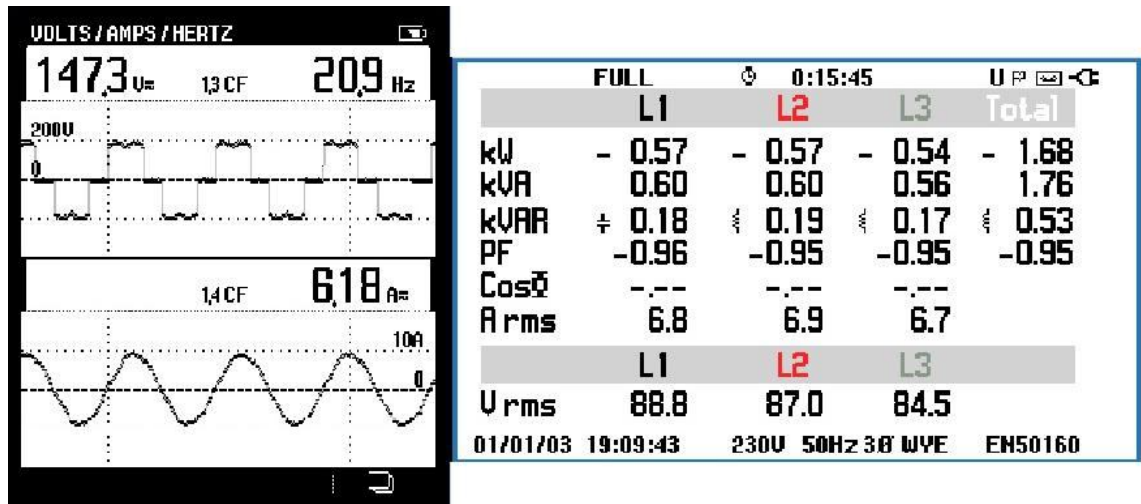 VOLTS / AMPS / HERTZ
147,3 V≂ 1,3 CF 20,9 Hz
200V
0
1,4 CF 6,18 A≂
10A
0
FULL 0:15:45 U
L1 L2 L3 Total
kW - 0.57 - 0.57 - 0.54 - 1.68
kVA 0.60 0.60 0.56 1.76
kVAR 0.18 0.19 0.17 0.53
PF -0.96 -0.95 -0.95 -0.95
CosΦ -.-- -.-- -.--
A rms 6.8 6.9 6.7
L1 L2 L3
V rms 88.8 87.0 84.5
01/01/03 19:09:43 230V 50Hz 3Ø WYE EN50160